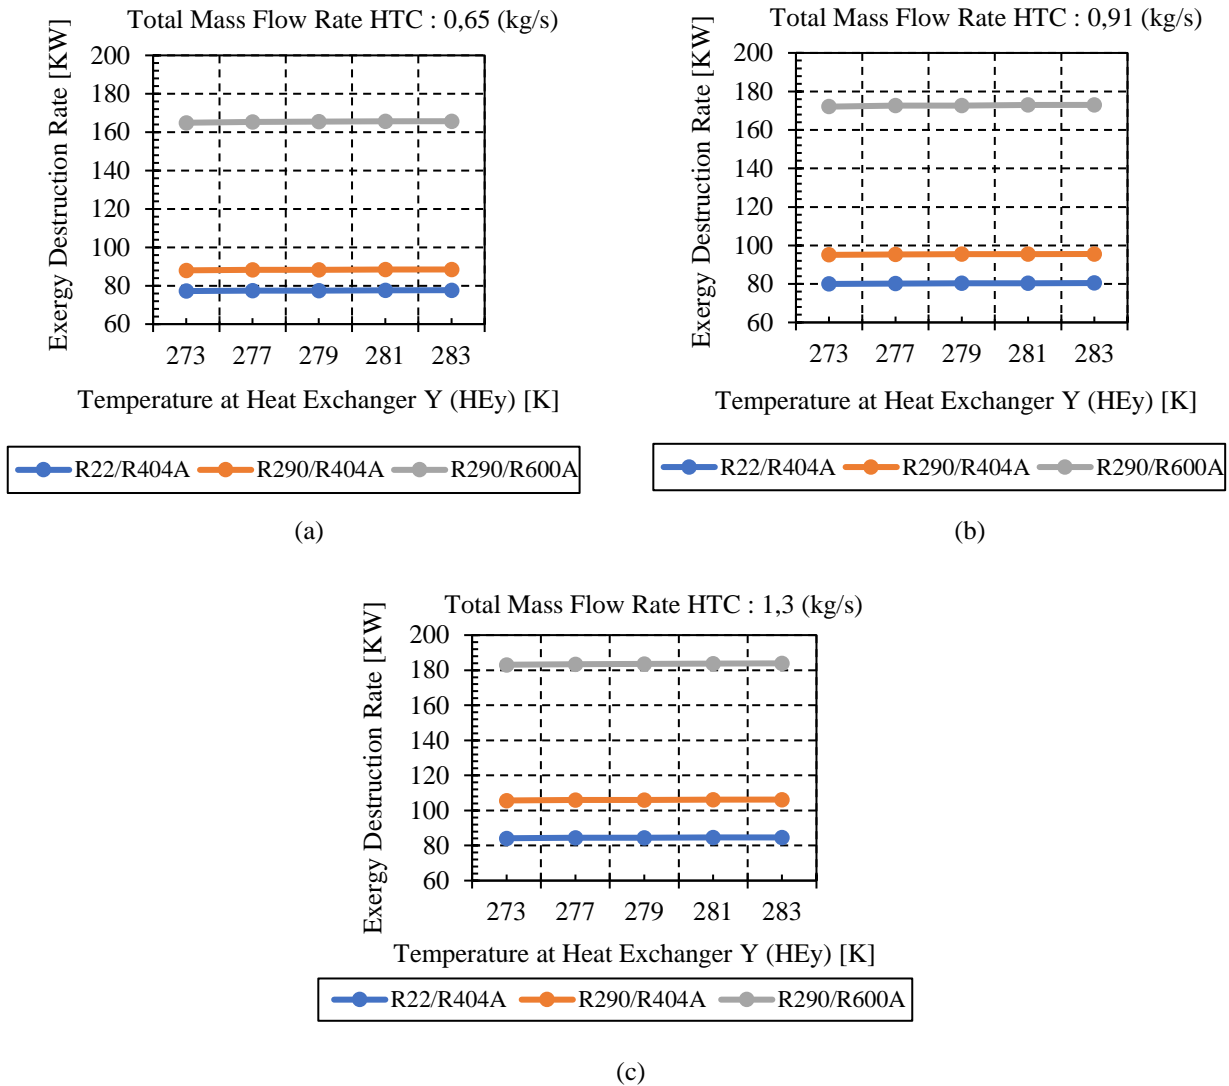 Total Mass Flow Rate HTC : 0,65 (kg/s)
Exergy Destruction Rate [KW]
200
180
160
140
120
100
80
60
273 277 279 281 283
Temperature at Heat Exchanger Y (HEy) [K]
R22/R404A R290/R404A R290/R600A
(a)
Total Mass Flow Rate HTC : 0,91 (kg/s)
Exergy Destruction Rate [KW]
200
180
160
140
120
100
80
60
273 277 279 281 283
Temperature at Heat Exchanger Y (HEy) [K]
R22/R404A R290/R404A R290/R600A
(b)
Total Mass Flow Rate HTC : 1,3 (kg/s)
Exergy Destruction Rate [KW]
200
180
160
140
120
100
80
60
273 277 279 281 283
Temperature at Heat Exchanger Y (HEy) [K]
R22/R404A R290/R404A R290/R600A
(c)